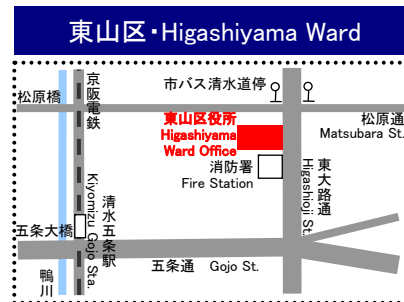 東山区・Higashiyama Ward
京阪電鉄
市バス清水道停
松原橋
東山区役所
Higashiyama
Ward Office
松原通
Matsubara St.
消防署
Fire Station
東大路通
Higashioji St.
清水五条駅
Kiyomizu Gojo Sta.
五条大橋
五条通 Gojo St.
鴨川